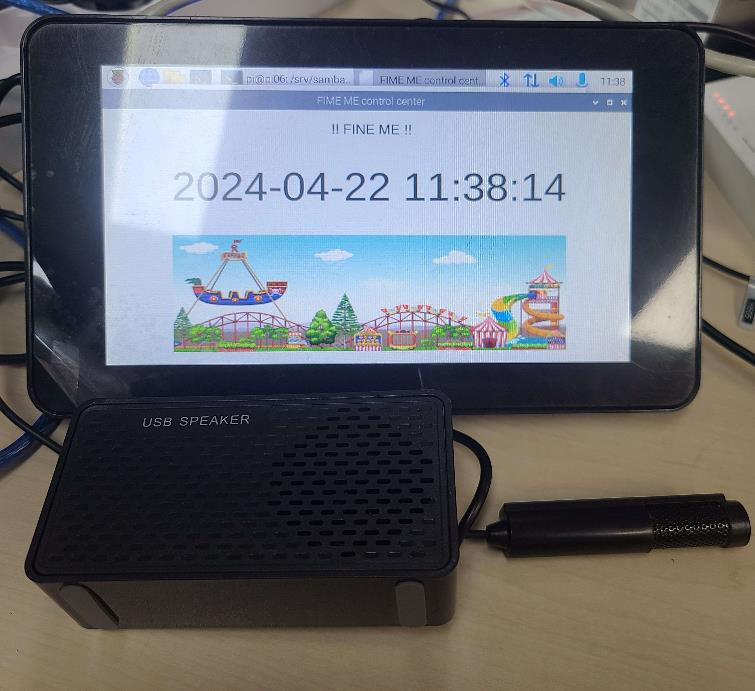 pi@pi06: /srv/samba...
FIME ME control cent...
11:38
FIME ME control center
!! FINE ME !!
2024-04-22 11:38:14
USB SPEAKER